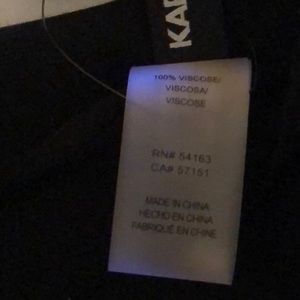 KAR
100% VISCOSE/
VISCOSA/
VISCOSE
RN# 54163
CA# 57151
MADE IN CHINA
HECHO EN CHINA
FABRIQUÉ EN CHINE